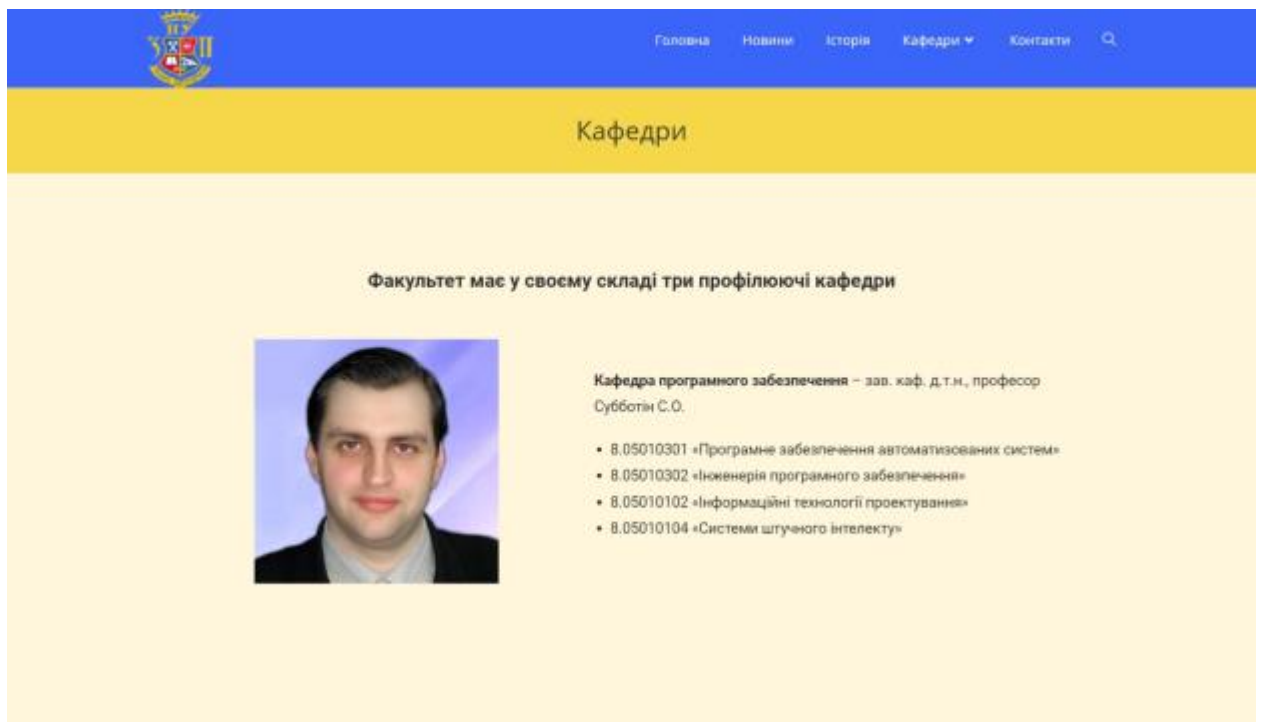 Головна Новини Історія Кафедри Контакти
Кафедри
Факультет має у своєму складі три профілюючі кафедри
Кафедра програмного забезпечення – зав. каф. д.т.н., професор
Субботін С.О.
• 8.05010301 «Програмне забезпечення автоматизованих систем»
• 8.05010302 «Інженерія програмного забезпечення»
• 8.05010102 «Інформаційні технології проектування»
• 8.05010104 «Системи штучного інтелекту»